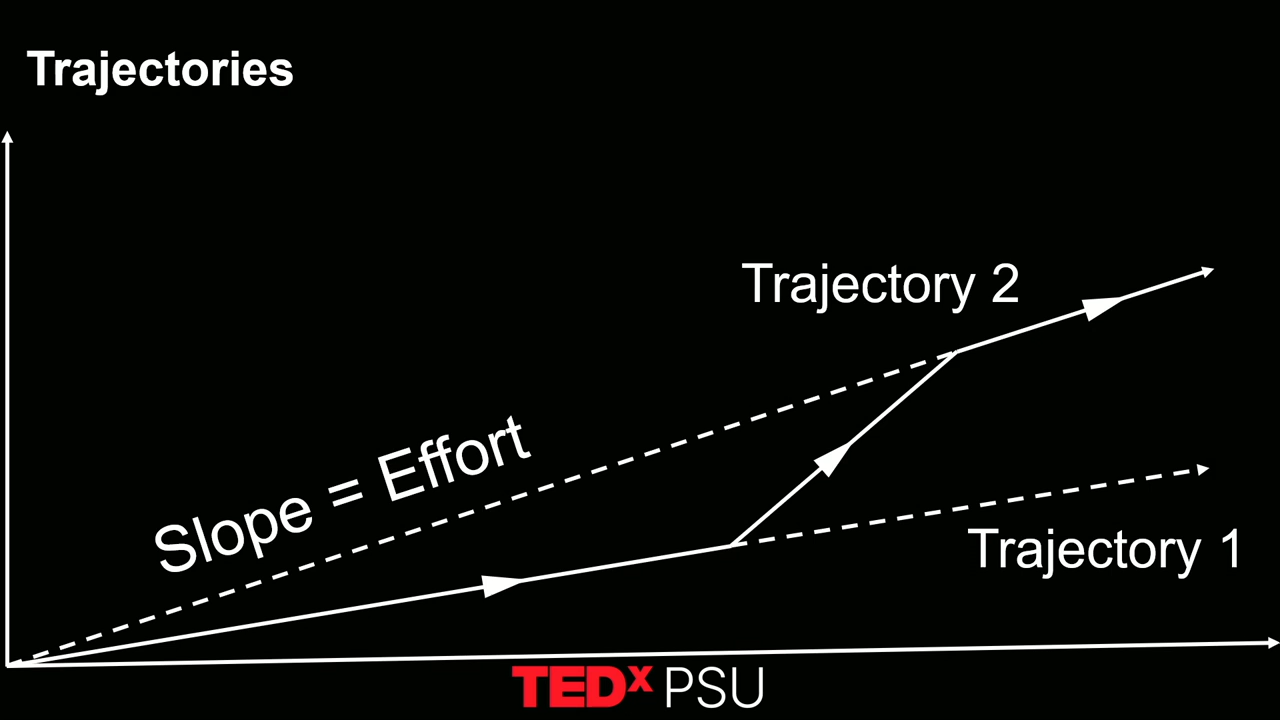 Trajectories
Trajectory 2
Slope = Effort
Trajectory 1
TEDx PSU